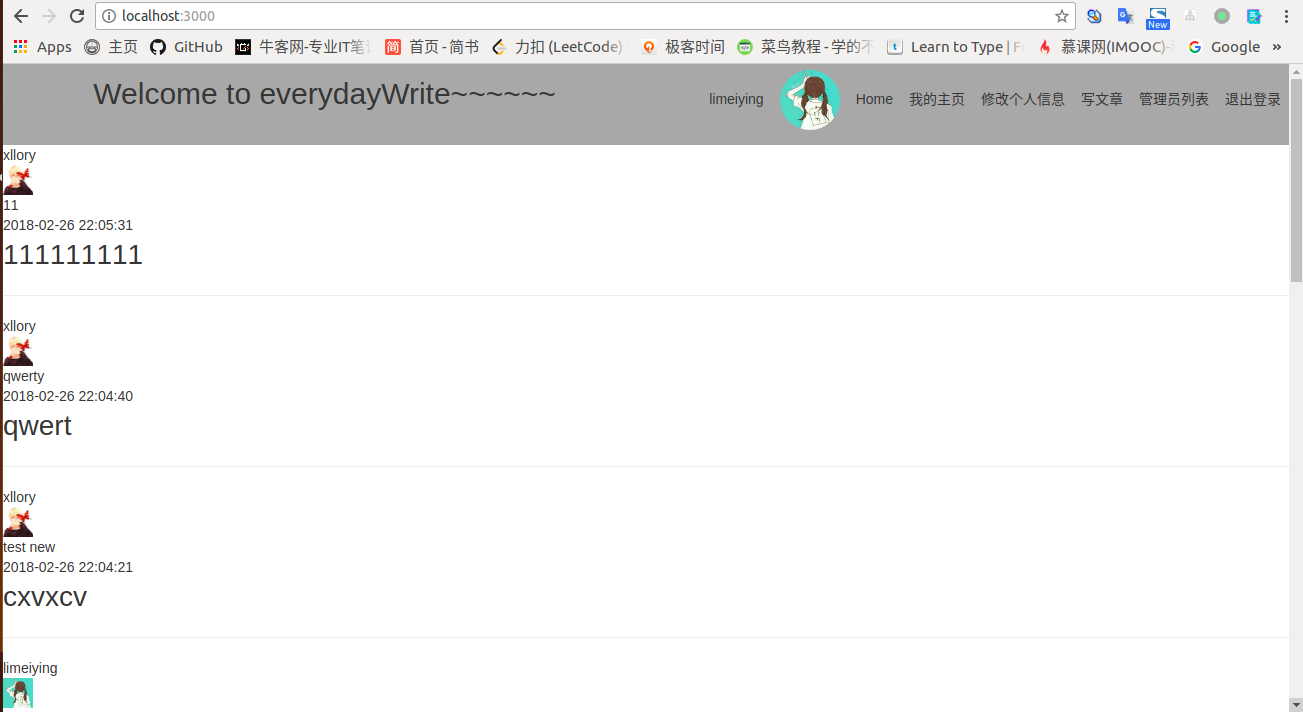 localhost:3000
Apps 主页 GitHub 牛客网-专业IT笔 首页 - 简书 力扣 (LeetCode) 极客时间 菜鸟教程 - 学的不 Learn to Type | F 慕课网(IMOOC)- Google »
New
简
Welcome to everydayWrite~~~~~~ limeiying Home 我的主页 修改个人信息 写文章 管理员列表 退出登录
xllory
11
2018-02-26 22:05:31
111111111
xllory
qwerty
2018-02-26 22:04:40
qwert
xllory
test new
2018-02-26 22:04:21
cxvxcv
limeiying